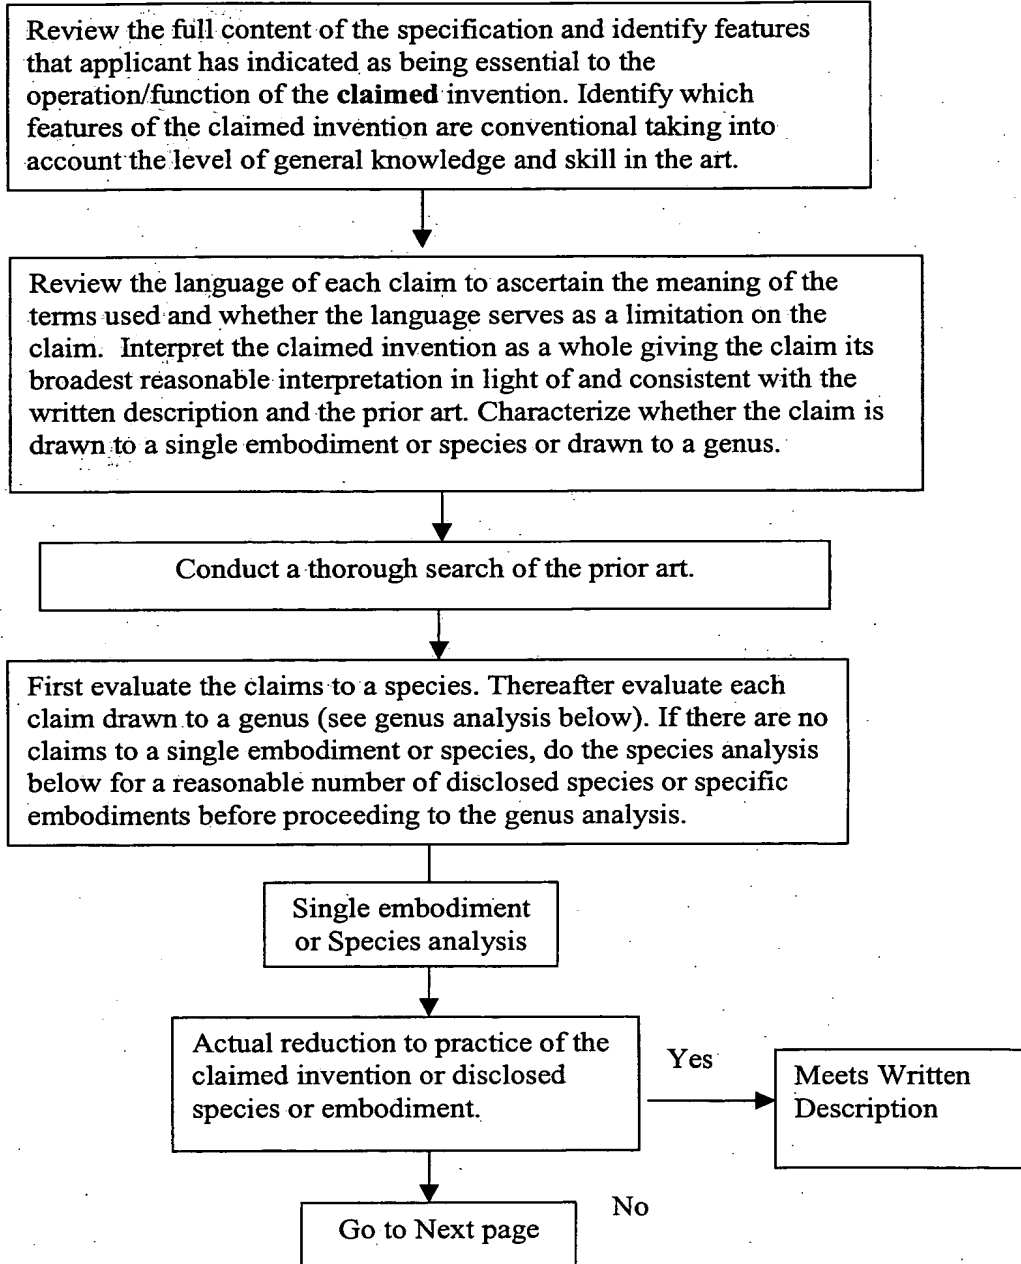 Review the full content of the specification and identify features
that applicant has indicated as being essential to the
operation/function of the claimed invention. Identify which
features of the claimed invention are conventional taking into
account the level of general knowledge and skill in the art.
Review the language of each claim to ascertain the meaning of the
terms used and whether the language serves as a limitation on the
claim. Interpret the claimed invention as a whole giving the claim its
broadest reasonable interpretation in light of and consistent with the
written description and the prior art. Characterize whether the claim is
drawn to a single embodiment or species or drawn to a genus.
Conduct a thorough search of the prior art.
First evaluate the claims to a species. Thereafter evaluate each
claim drawn to a genus (see genus analysis below). If there are no
claims to a single embodiment or species, do the species analysis
below for a reasonable number of disclosed species or specific
embodiments before proceeding to the genus analysis.
Single embodiment
or Species analysis
Actual reduction to practice of the
claimed invention or disclosed
species or embodiment.
Yes
Meets Written
Description
No
Go to Next page